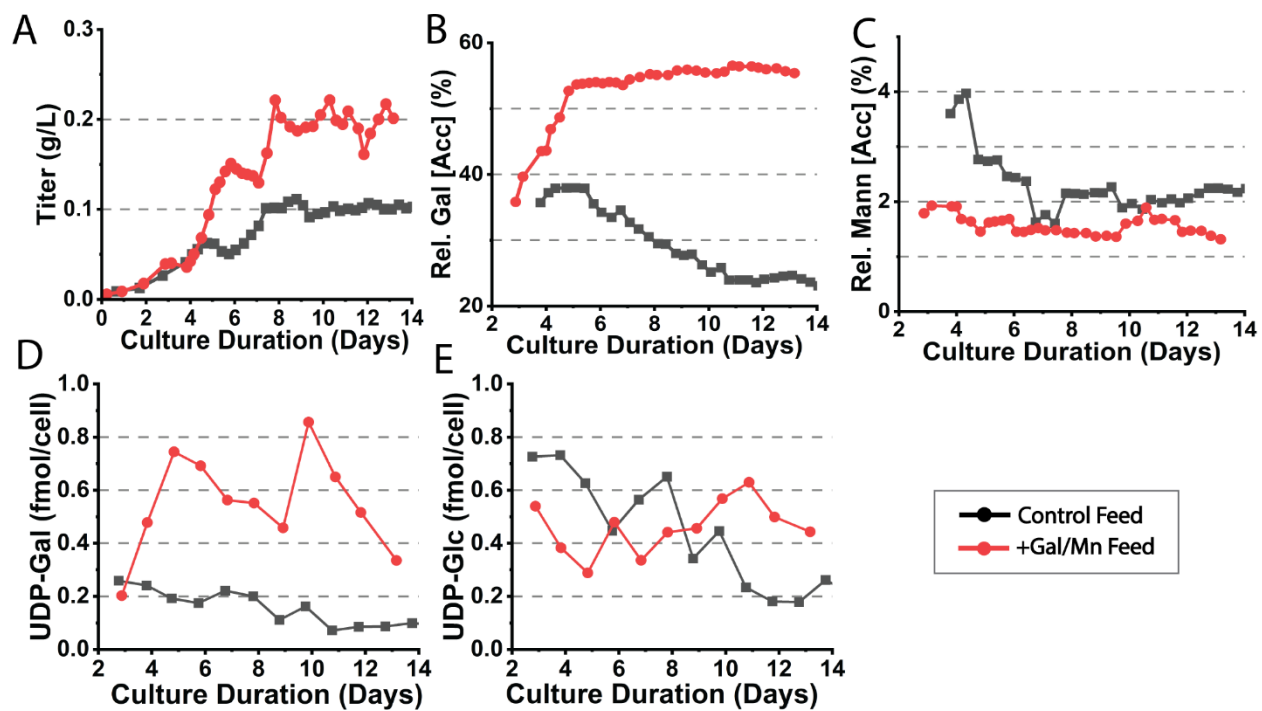 A
Titer (g/L)
0.3
0.2
0.1
0.0
0 2 4 6 8 10 12 14
Culture Duration (Days)
B
Rel. Gal [Acc] (%)
60
40
20
2 4 6 8 10 12 14
Culture Duration (Days)
C
Rel. Mann [Acc] (%)
4
2
0
2 4 6 8 10 12 14
Culture Duration (Days)
D
UDP-Gal (fmol/cell)
1.0
0.8
0.6
0.4
0.2
0.0
2 4 6 8 10 12 14
Culture Duration (Days)
E
UDP-Glc (fmol/cell)
1.0
0.8
0.6
0.4
0.2
0.0
2 4 6 8 10 12 14
Culture Duration (Days)
Control Feed
+Gal/Mn Feed